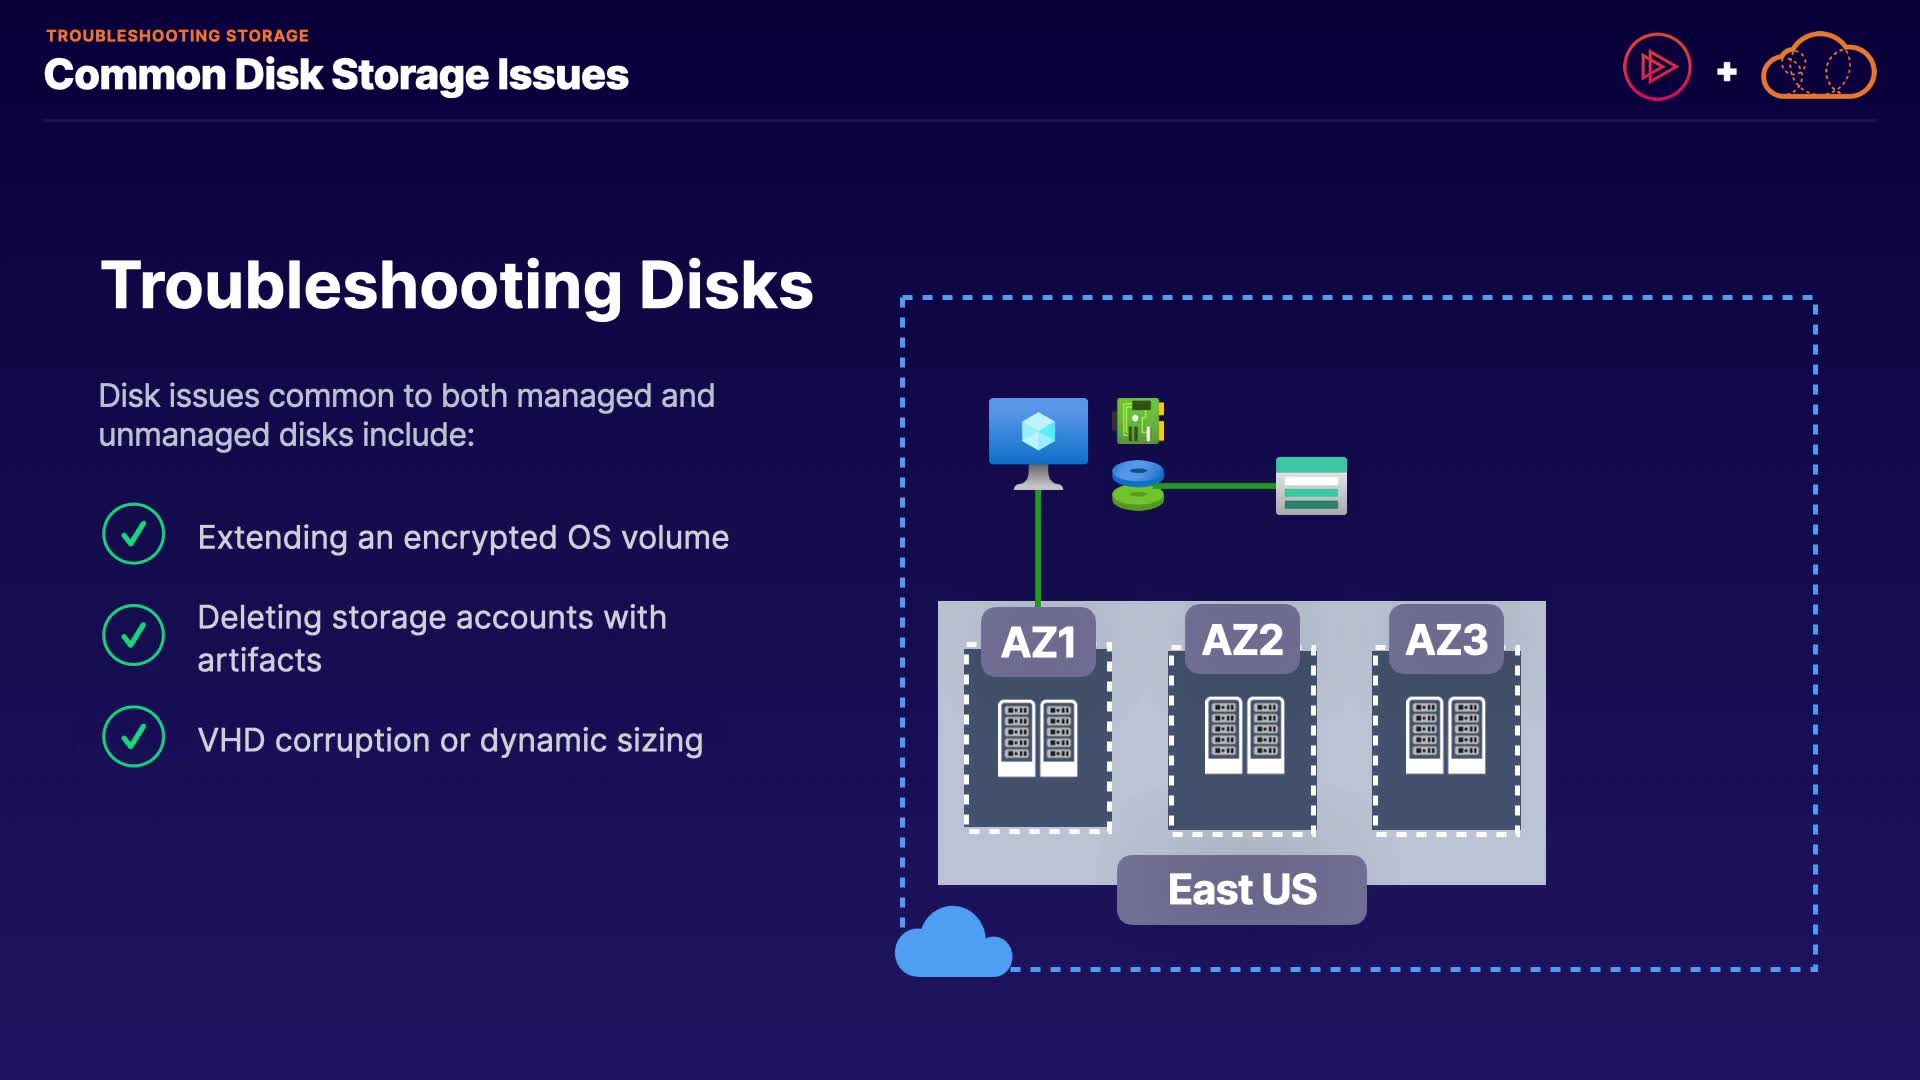 TROUBLESHOOTING STORAGE
Common Disk Storage Issues
Troubleshooting Disks
Disk issues common to both managed and
unmanaged disks include:
Extending an encrypted OS volume
Deleting storage accounts with
artifacts
VHD corruption or dynamic sizing
AZ1
AZ2
AZ3
East US